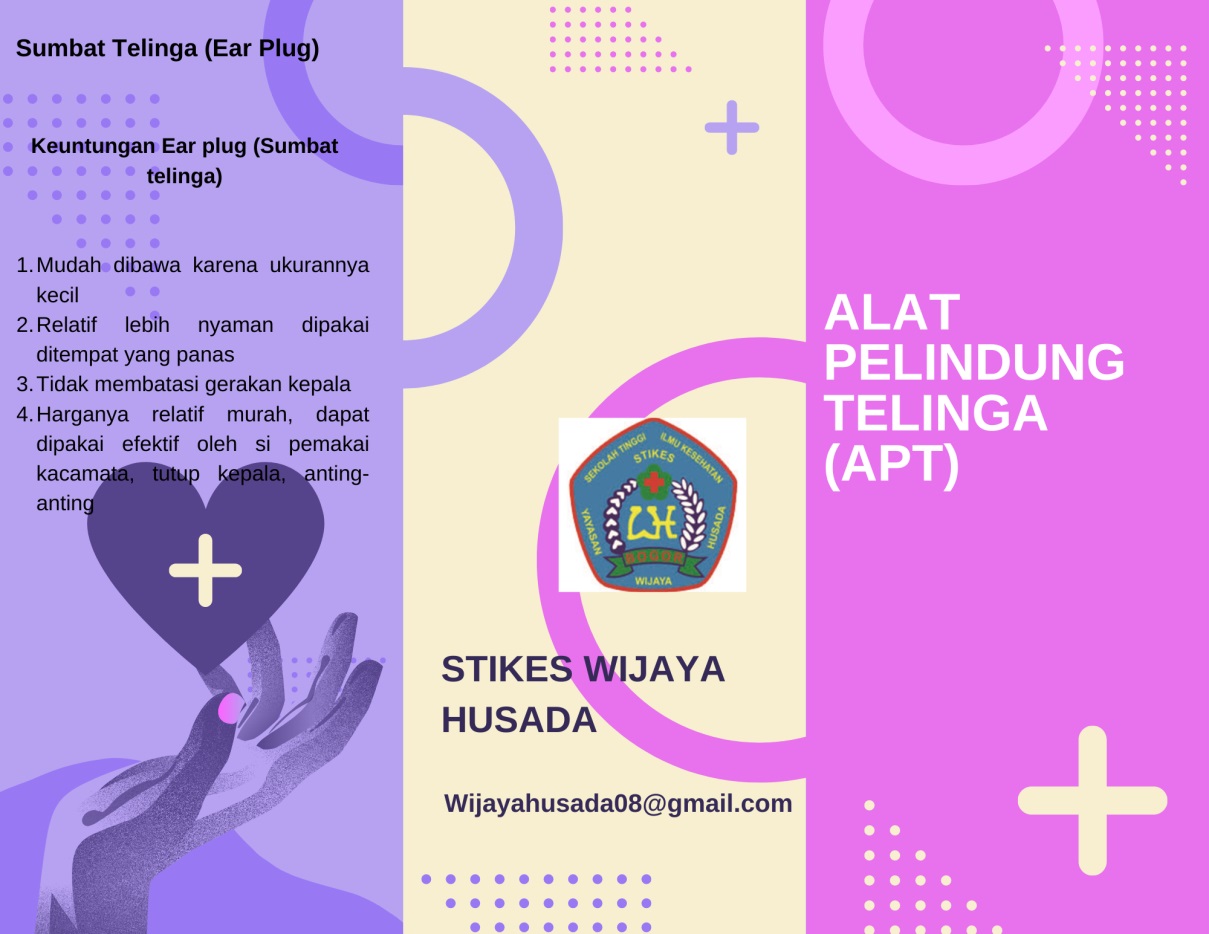 Sumbat Telinga (Ear Plug)
Keuntungan Ear plug (Sumbat
telinga)
1. Mudah dibawa karena ukurannya
kecil
2. Relatif lebih nyaman dipakai
ditempat yang panas
3. Tidak membatasi gerakan kepala
4. Harganya relatif murah, dapat
dipakai efektif oleh si pemakai
kacamata, tutup kepala, anting-
anting
SEKOLAH TINGGI ILMU KESEHATAN
STIKES
YAYASAN
HUSADA
BOGOR
WIJAYA
STIKES WIJAYA
HUSADA
Wijayahusada08@gmail.com
ALAT
PELINDUNG
TELINGA
(APT)